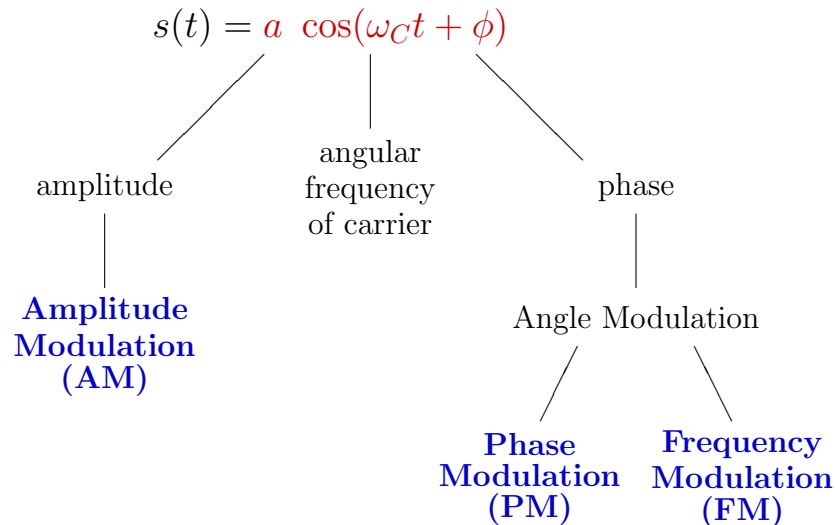 s(t) = a cos(ω_C t + ϕ)
amplitude
angular
frequency
of carrier
phase
Amplitude
Modulation
(AM)
Angle Modulation
Phase
Modulation
(PM)
Frequency
Modulation
(FM)